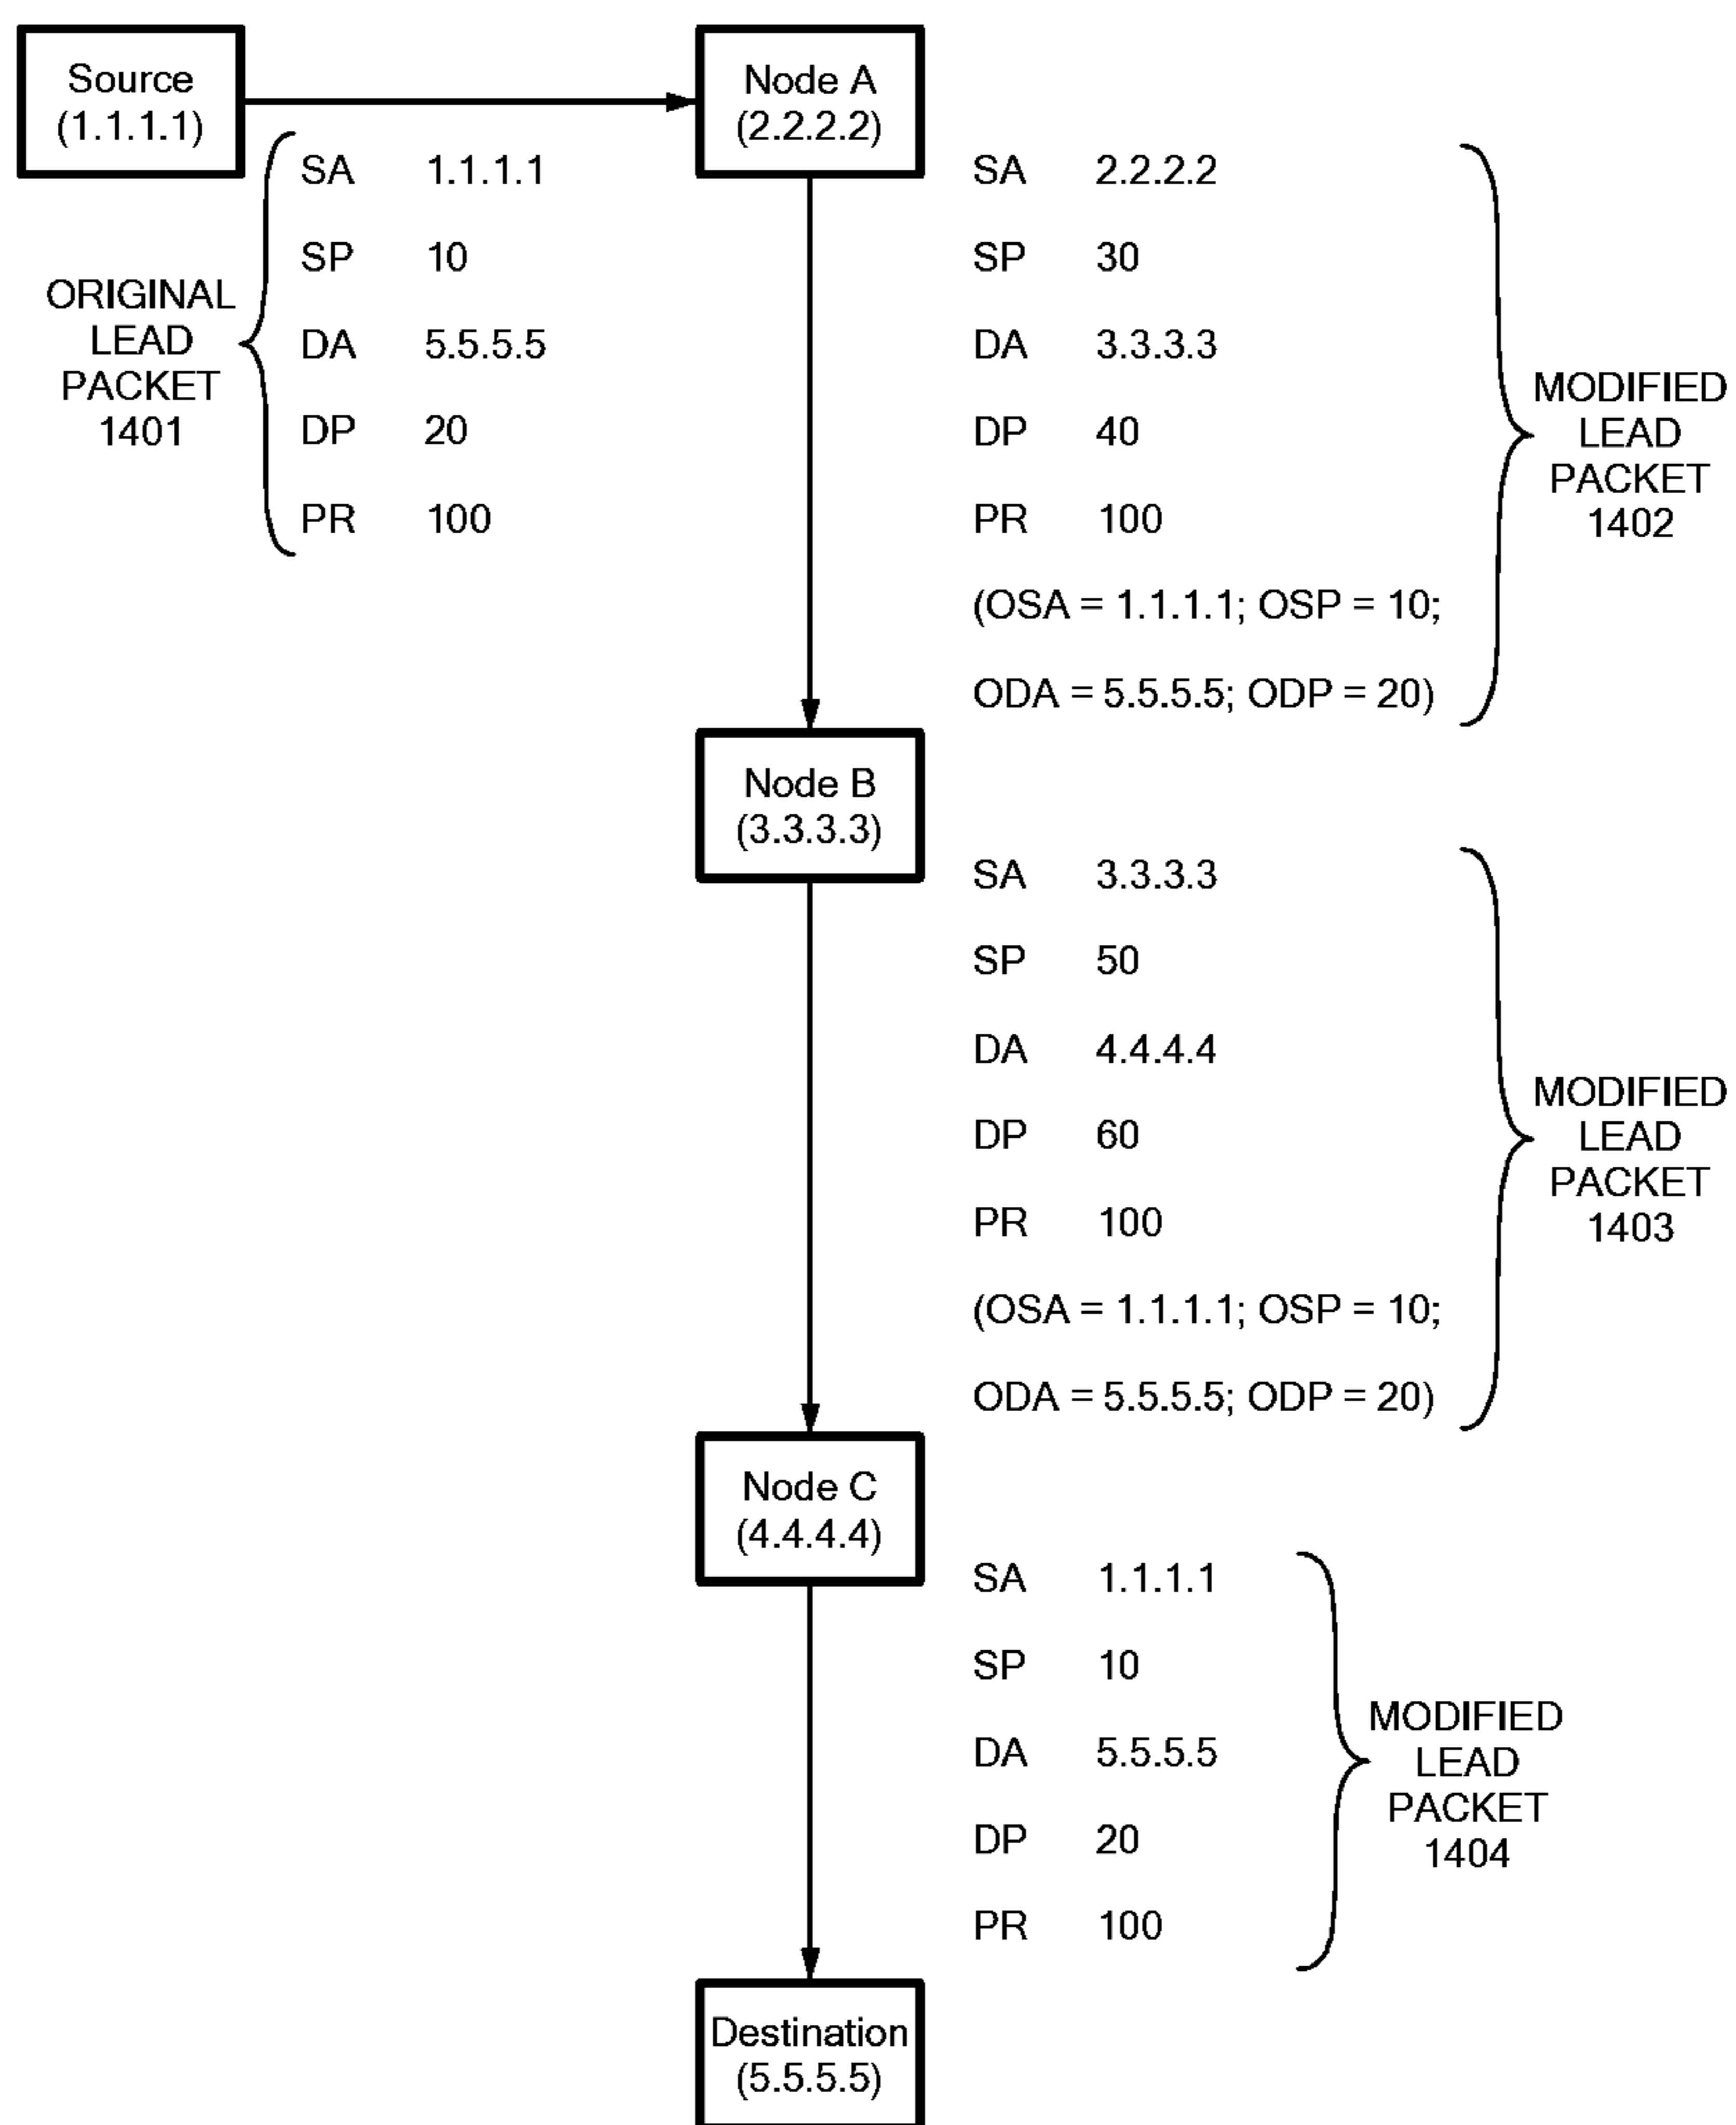 Source
(1.1.1.1)
Node A
(2.2.2.2)
ORIGINAL
LEAD
PACKET
1401
SA 1.1.1.1
SP 10
DA 5.5.5.5
DP 20
PR 100
SA 2.2.2.2
SP 30
DA 3.3.3.3
DP 40
PR 100
(OSA = 1.1.1.1; OSP = 10;
ODA = 5.5.5.5; ODP = 20)
MODIFIED
LEAD
PACKET
1402
Node B
(3.3.3.3)
SA 3.3.3.3
SP 50
DA 4.4.4.4
DP 60
PR 100
(OSA = 1.1.1.1; OSP = 10;
ODA = 5.5.5.5; ODP = 20)
MODIFIED
LEAD
PACKET
1403
Node C
(4.4.4.4)
SA 1.1.1.1
SP 10
DA 5.5.5.5
DP 20
PR 100
MODIFIED
LEAD
PACKET
1404
Destination
(5.5.5.5)